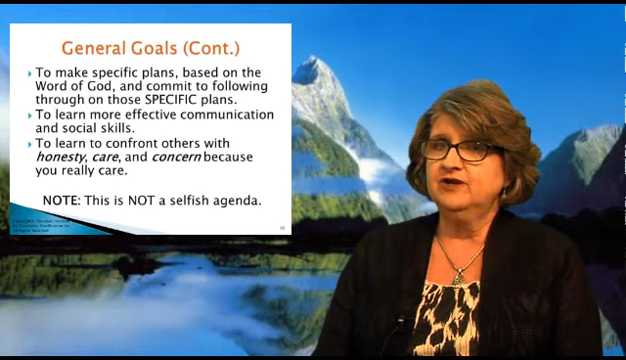 General Goals (Cont.)
To make specific plans, based on the
Word of God, and commit to following
through on those SPECIFIC plans.
To learn more effective communication
and social skills.
To learn to confront others with
honesty, care, and concern because
you really care.
NOTE: This is NOT a selfish agenda.